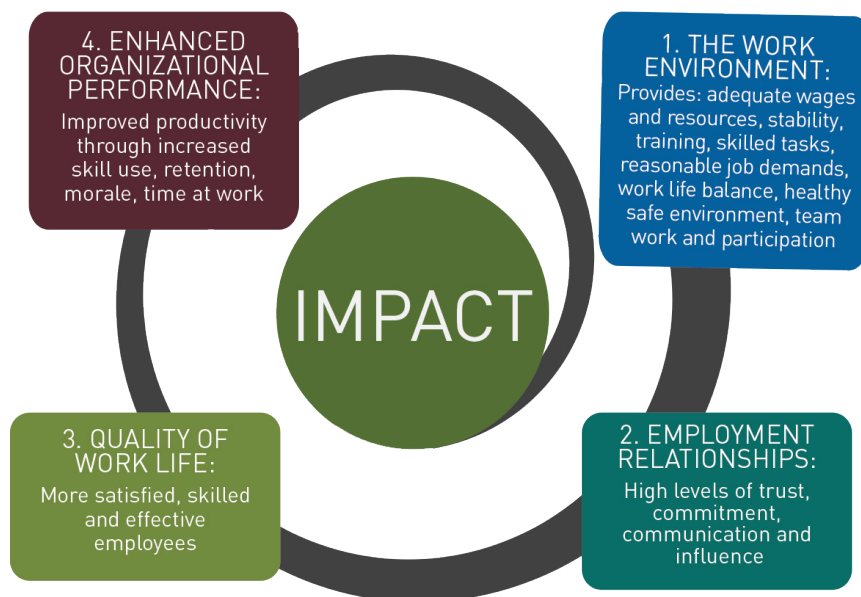 1. THE WORK
ENVIRONMENT:
Provides: adequate wages
and resources, stability,
training, skilled tasks,
reasonable job demands,
work life balance, healthy
safe environment, team
work and participation
2. EMPLOYMENT
RELATIONSHIPS:
High levels of trust,
commitment,
communication and
influence
3. QUALITY OF
WORK LIFE:
More satisfied, skilled
and effective
employees
4. ENHANCED
ORGANIZATIONAL
PERFORMANCE:
Improved productivity
through increased
skill use, retention,
morale, time at work
IMPACT